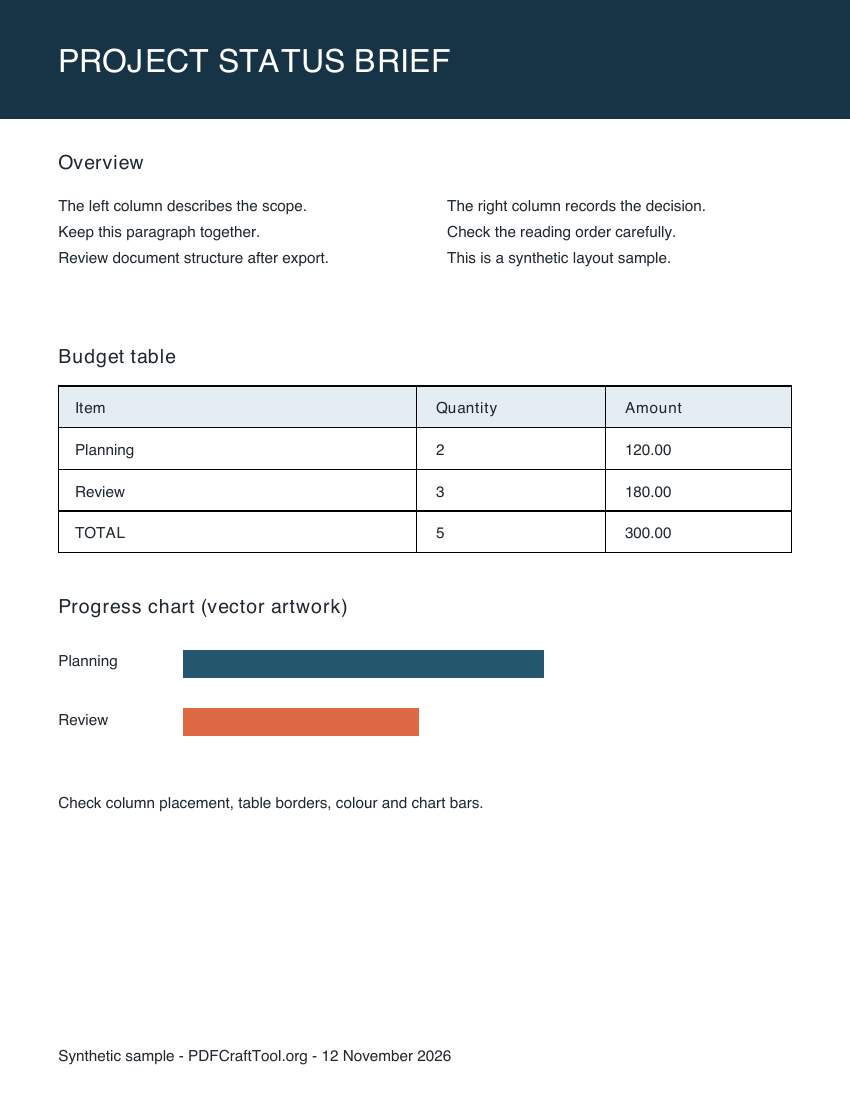 PROJECT STATUS BRIEF
Overview
The left column describes the scope.
Keep this paragraph together.
Review document structure after export.
The right column records the decision.
Check the reading order carefully.
This is a synthetic layout sample.
Budget table
Item Quantity Amount
Planning 2 120.00
Review 3 180.00
TOTAL 5 300.00
Progress chart (vector artwork)
Planning
Review
Check column placement, table borders, colour and chart bars.
Synthetic sample - PDFCraftTool.org - 12 November 2026